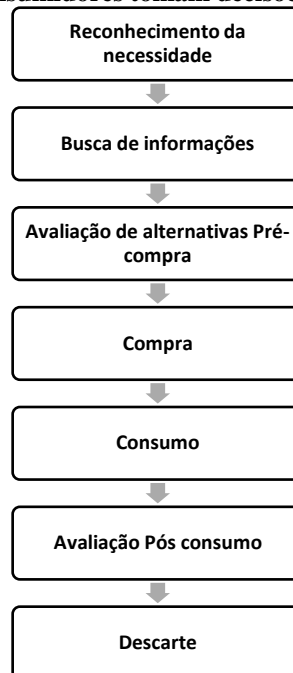 Reconhecimento da
necessidade
Busca de informações
Avaliação de alternativas Pré-
compra
Compra
Consumo
Avaliação Pós consumo
Descarte